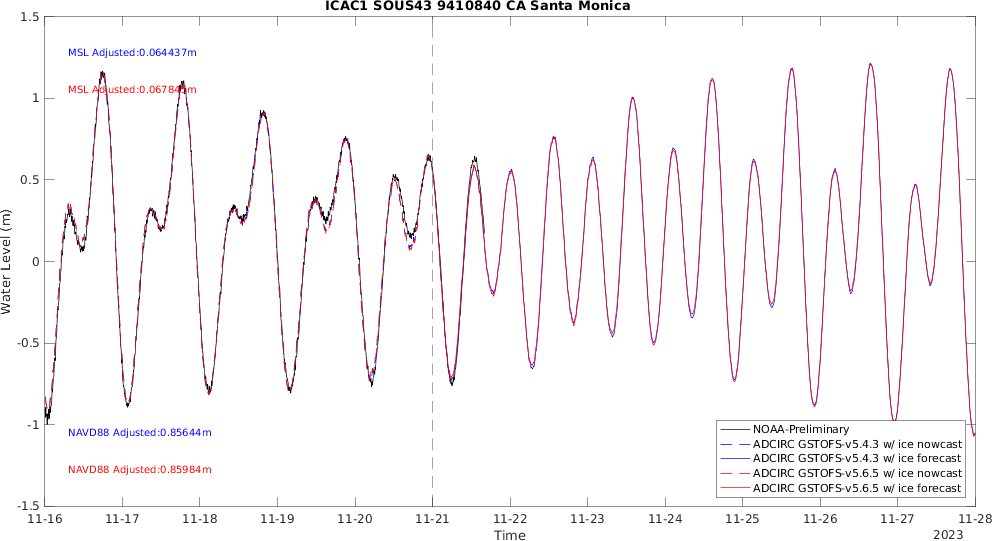 ICAC1 SOUS43 9410840 CA Santa Monica
1.5
1
0.5
0
-0.5
-1
-1.5
Water Level (m)
MSL Adjusted:0.064437m
MSL Adjusted:0.06784 m
NAVD88 Adjusted:0.85644m
NAVD88 Adjusted:0.85984m
NOAA-Preliminary
ADCIRC GSTOFS-v5.4.3 w/ ice nowcast
ADCIRC GSTOFS-v5.4.3 w/ ice forecast
ADCIRC GSTOFS-v5.6.5 w/ ice nowcast
ADCIRC GSTOFS-v5.6.5 w/ ice forecast
11-16 11-17 11-18 11-19 11-20 11-21 11-22 11-23 11-24 11-25 11-26 11-27 11-28
Time
2023